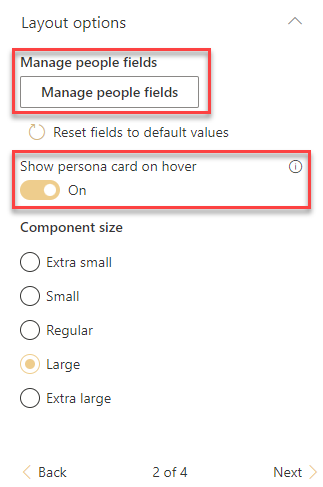 Layout options
Manage people fields
Manage people fields
Reset fields to default values
Show persona card on hover
On
Component size
Extra small
Small
Regular
Large
Extra large
Back 2 of 4 Next